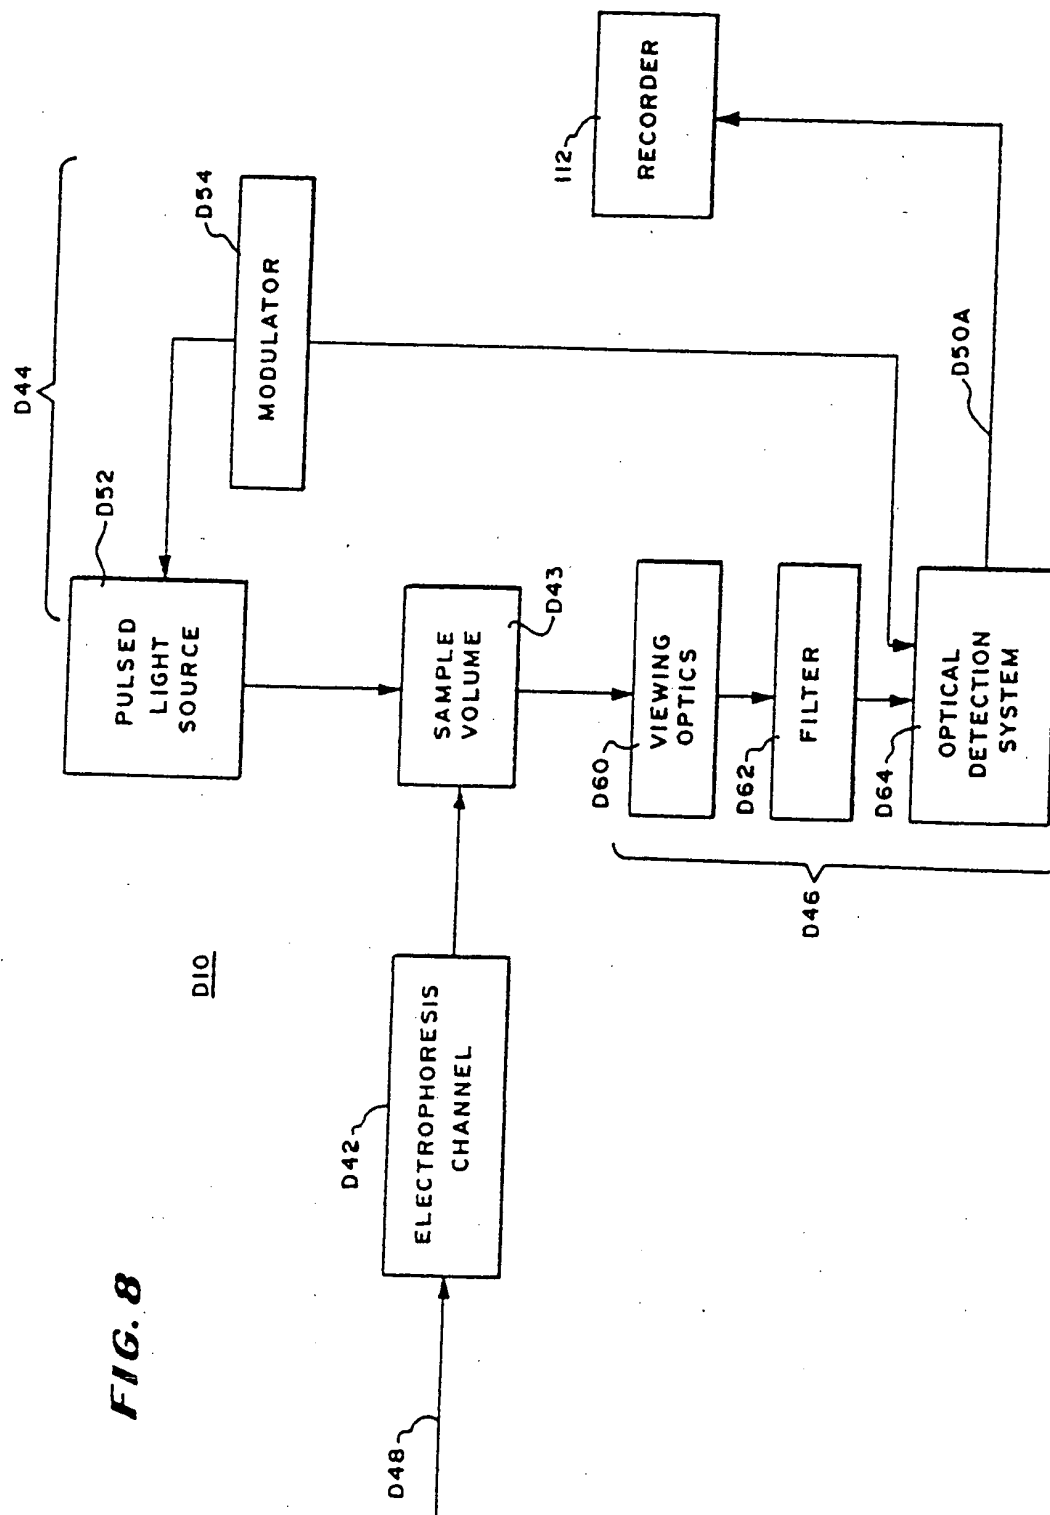 FIG. 8
D10
D44
D52
PULSED
LIGHT
SOURCE
D54
MODULATOR
112
RECORDER
D48
D42
ELECTROPHORESIS
CHANNEL
SAMPLE
VOLUME
D43
D60
VIEWING
OPTICS
D62
FILTER
D64
OPTICAL
DETECTION
SYSTEM
D50A
D46